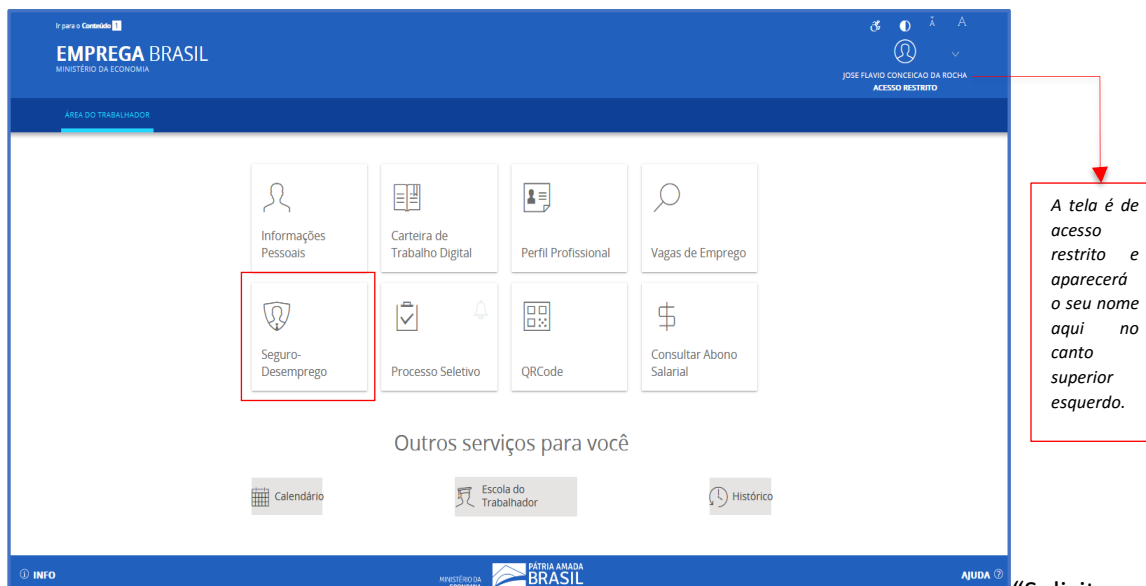 Ir para o Conteúdo 1
A A
EMPREGA BRASIL
MINISTÉRIO DA ECONOMIA
JOSE FLAVIO CONCEICAO DA ROCHA
ACESSO RESTRITO
ÁREA DO TRABALHADOR
Informações
Pessoais
Carteira de
Trabalho Digital
Perfil Profissional
Vagas de Emprego
Seguro-
Desemprego
Processo Seletivo
QRCode
Consultar Abono
Salarial
A tela é de
acesso
restrito e
aparecerá
o seu nome
aqui no
canto
superior
esquerdo.
Outros serviços para você
Calendário
Escola do
Trabalhador
Histórico
INFO
MINISTÉRIO DA
ECONOMIA
PÁTRIA AMADA
BRASIL
AJUDA